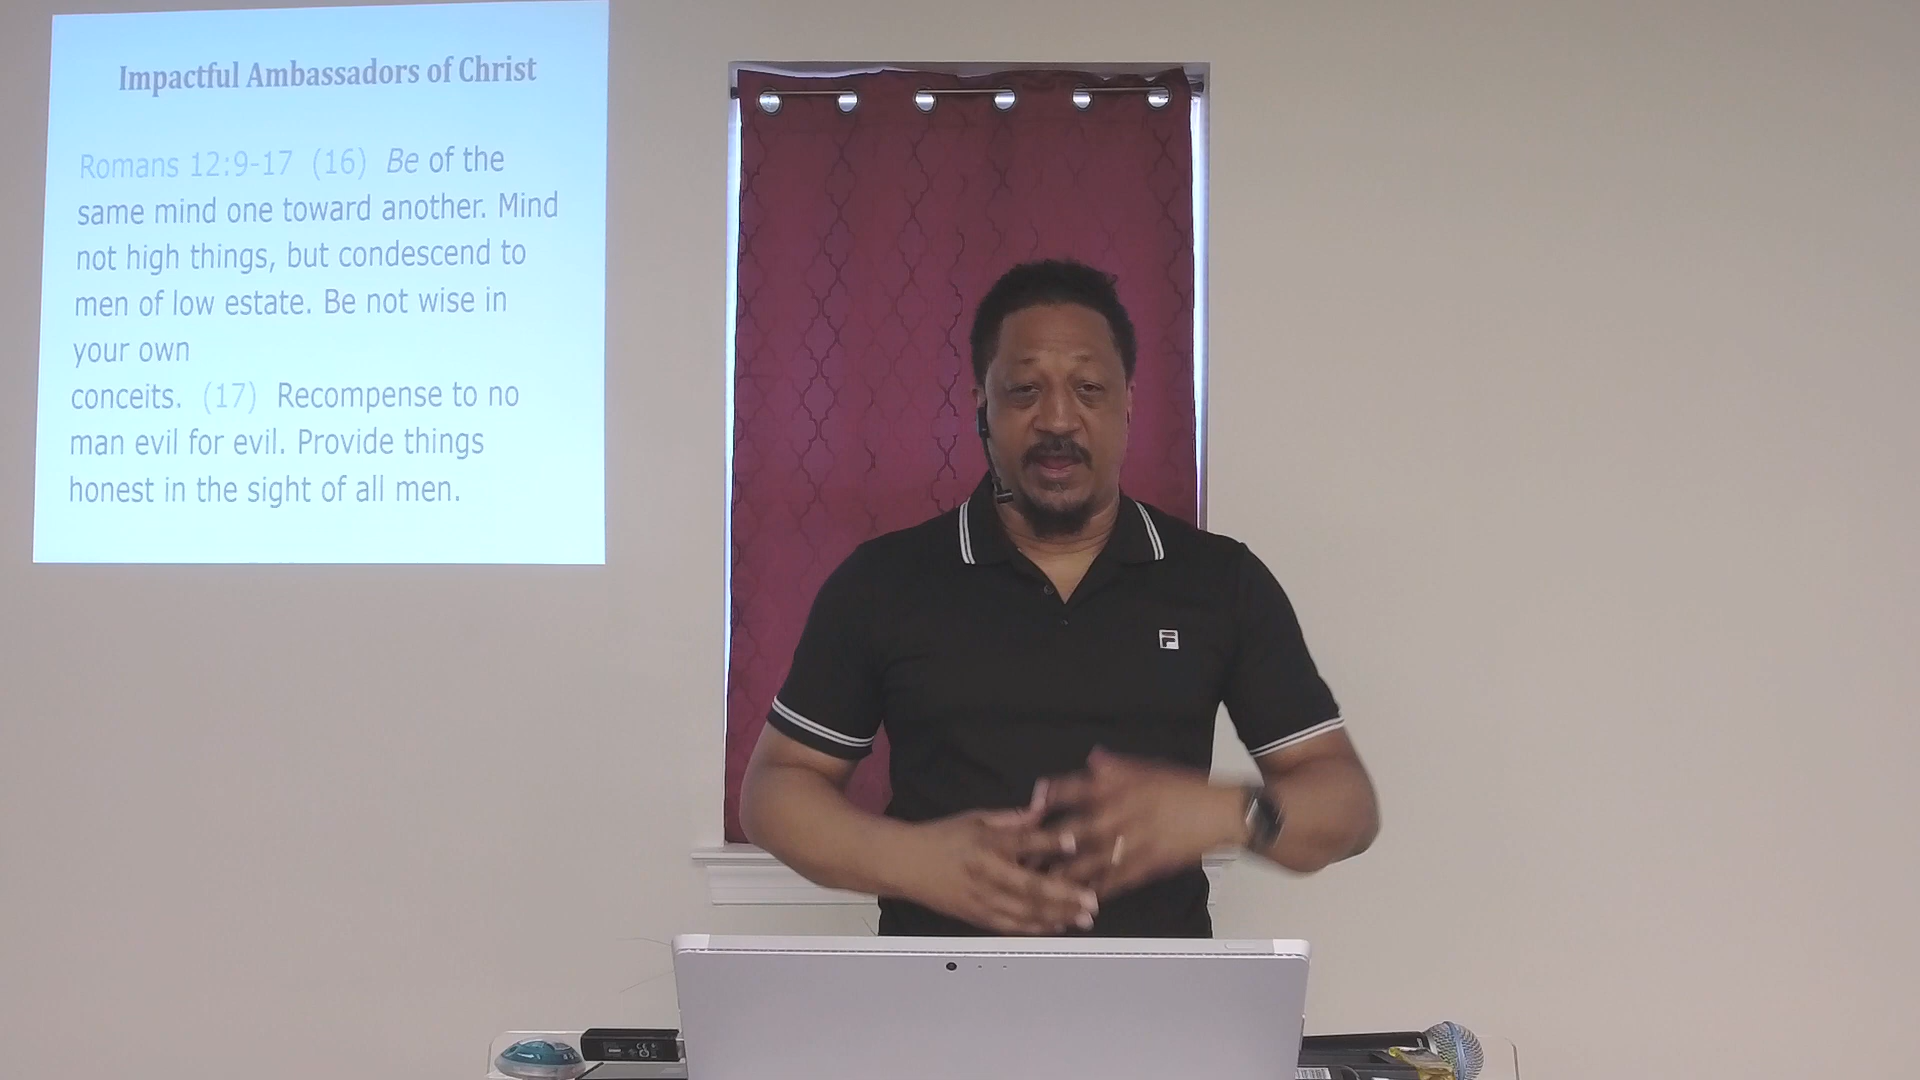 Impactful Ambassadors of Christ
Romans 12:9-17 (16) Be of the
same mind one toward another. Mind
not high things, but condescend to
men of low estate. Be not wise in
your own
conceits. (17) Recompense to no
man evil for evil. Provide things
honest in the sight of all men.